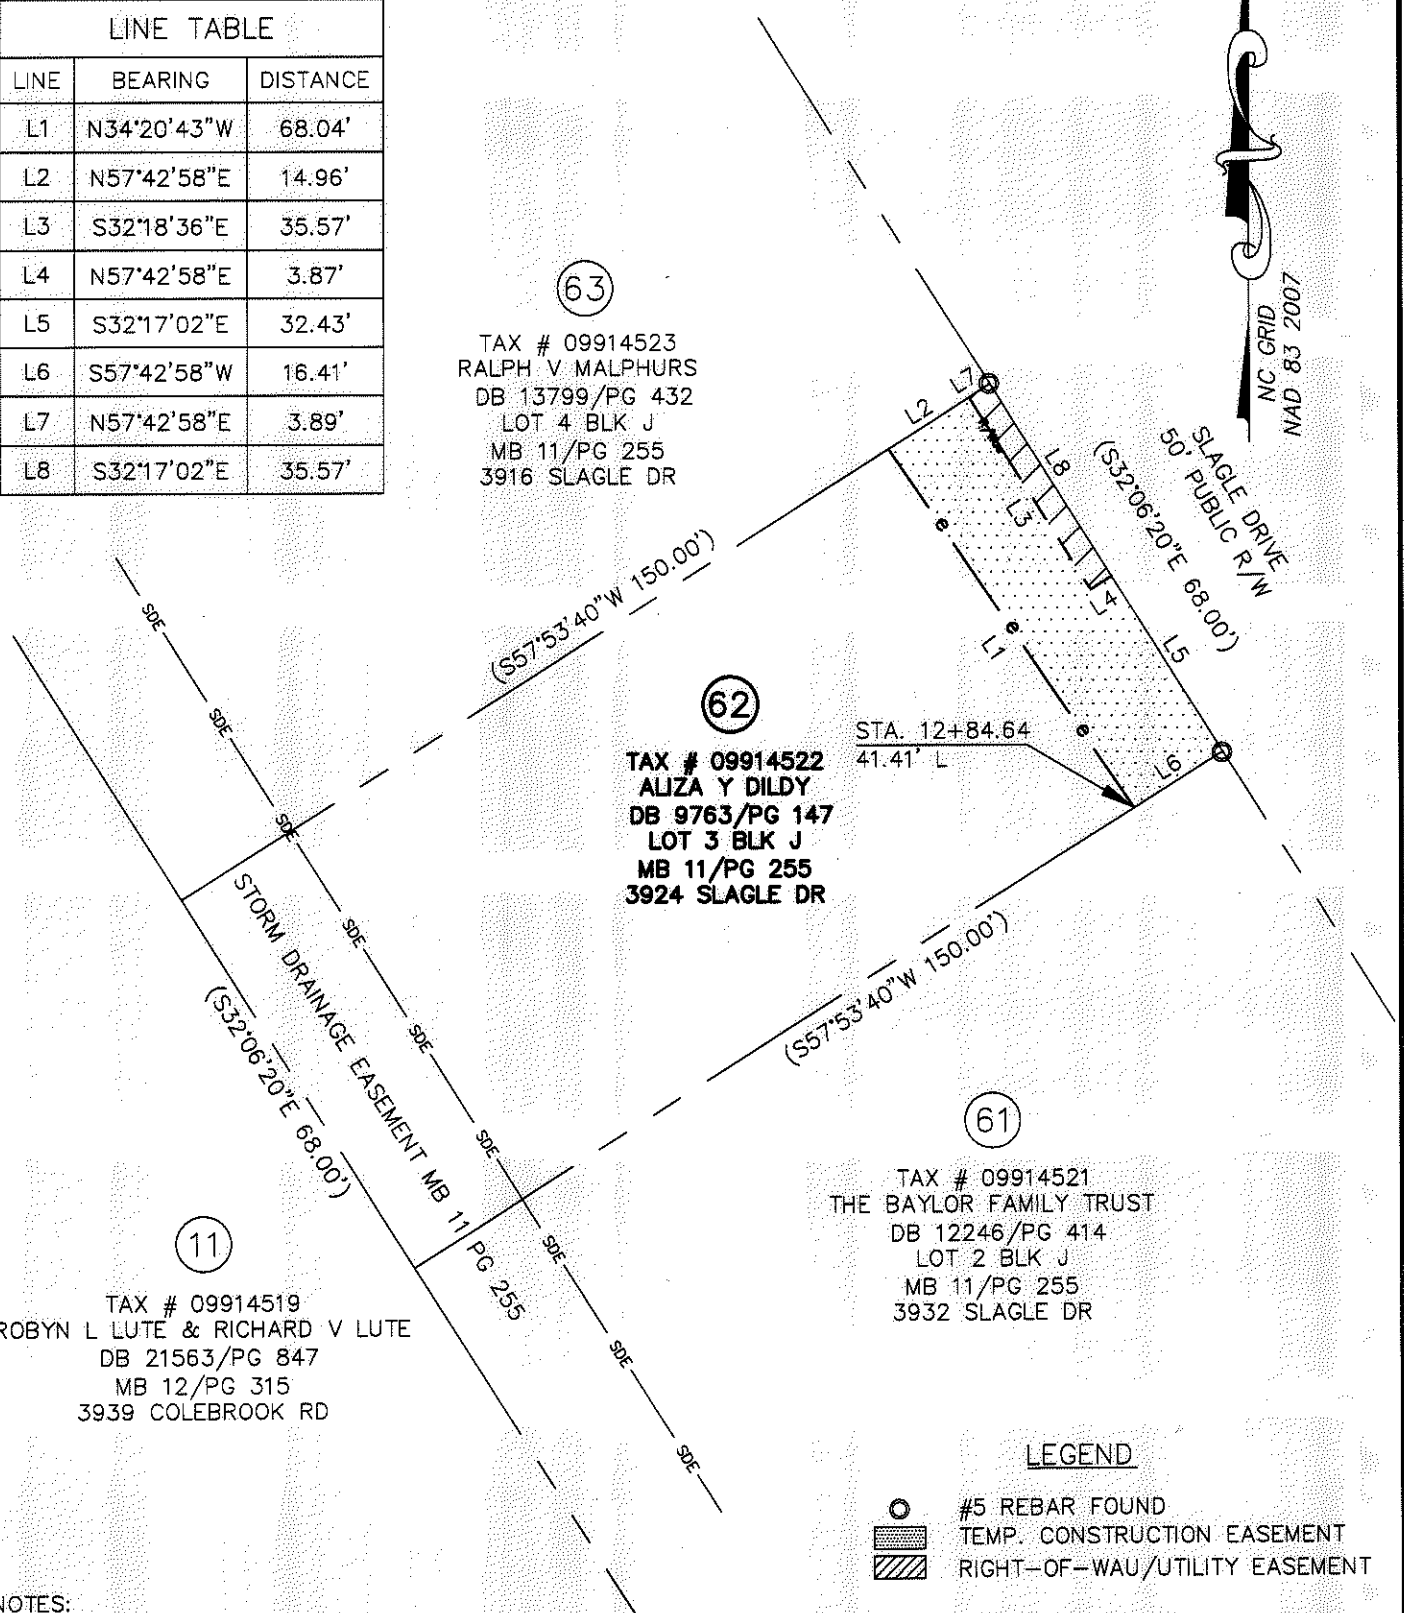 LINE TABLE
LINE BEARING DISTANCE
L1 N34°20'43"W 68.04'
L2 N57°42'58"E 14.96'
L3 S32°18'36"E 35.57'
L4 N57°42'58"E 3.87'
L5 S32°17'02"E 32.43'
L6 S57°42'58"W 16.41'
L7 N57°42'58"E 3.89'
L8 S32°17'02"E 35.57'
NC GRID
NAD 83 2007
63
TAX # 09914523
RALPH V MALPHURS
DB 13799/PG 432
LOT 4 BLK J
MB 11/PG 255
3916 SLAGLE DR
L7
L2
L8
L3
L4
L5
L1
L6
e
e
e
SLAGLE DRIVE
50' PUBLIC R/W
(S32°06'20"E 68.00')
(S57°53'40"W 150.00')
62
TAX # 09914522
ALIZA Y DILDY
DB 9763/PG 147
LOT 3 BLK J
MB 11/PG 255
3924 SLAGLE DR
STA. 12+84.64
41.41' L
SDE
SDE
SDE
SDE
SDE
SDE
SDE
SDE
SDE
STORM DRAINAGE EASEMENT MB 11 PG 255
(S32°06'20"E 68.00')
(S57°53'40"W 150.00')
61
TAX # 09914521
THE BAYLOR FAMILY TRUST
DB 12246/PG 414
LOT 2 BLK J
MB 11/PG 255
3932 SLAGLE DR
11
TAX # 09914519
ROBYN L LUTE & RICHARD V LUTE
DB 21563/PG 847
MB 12/PG 315
3939 COLEBROOK RD
LEGEND
#5 REBAR FOUND
TEMP. CONSTRUCTION EASEMENT
RIGHT-OF-WAU/UTILITY EASEMENT
NOTES: